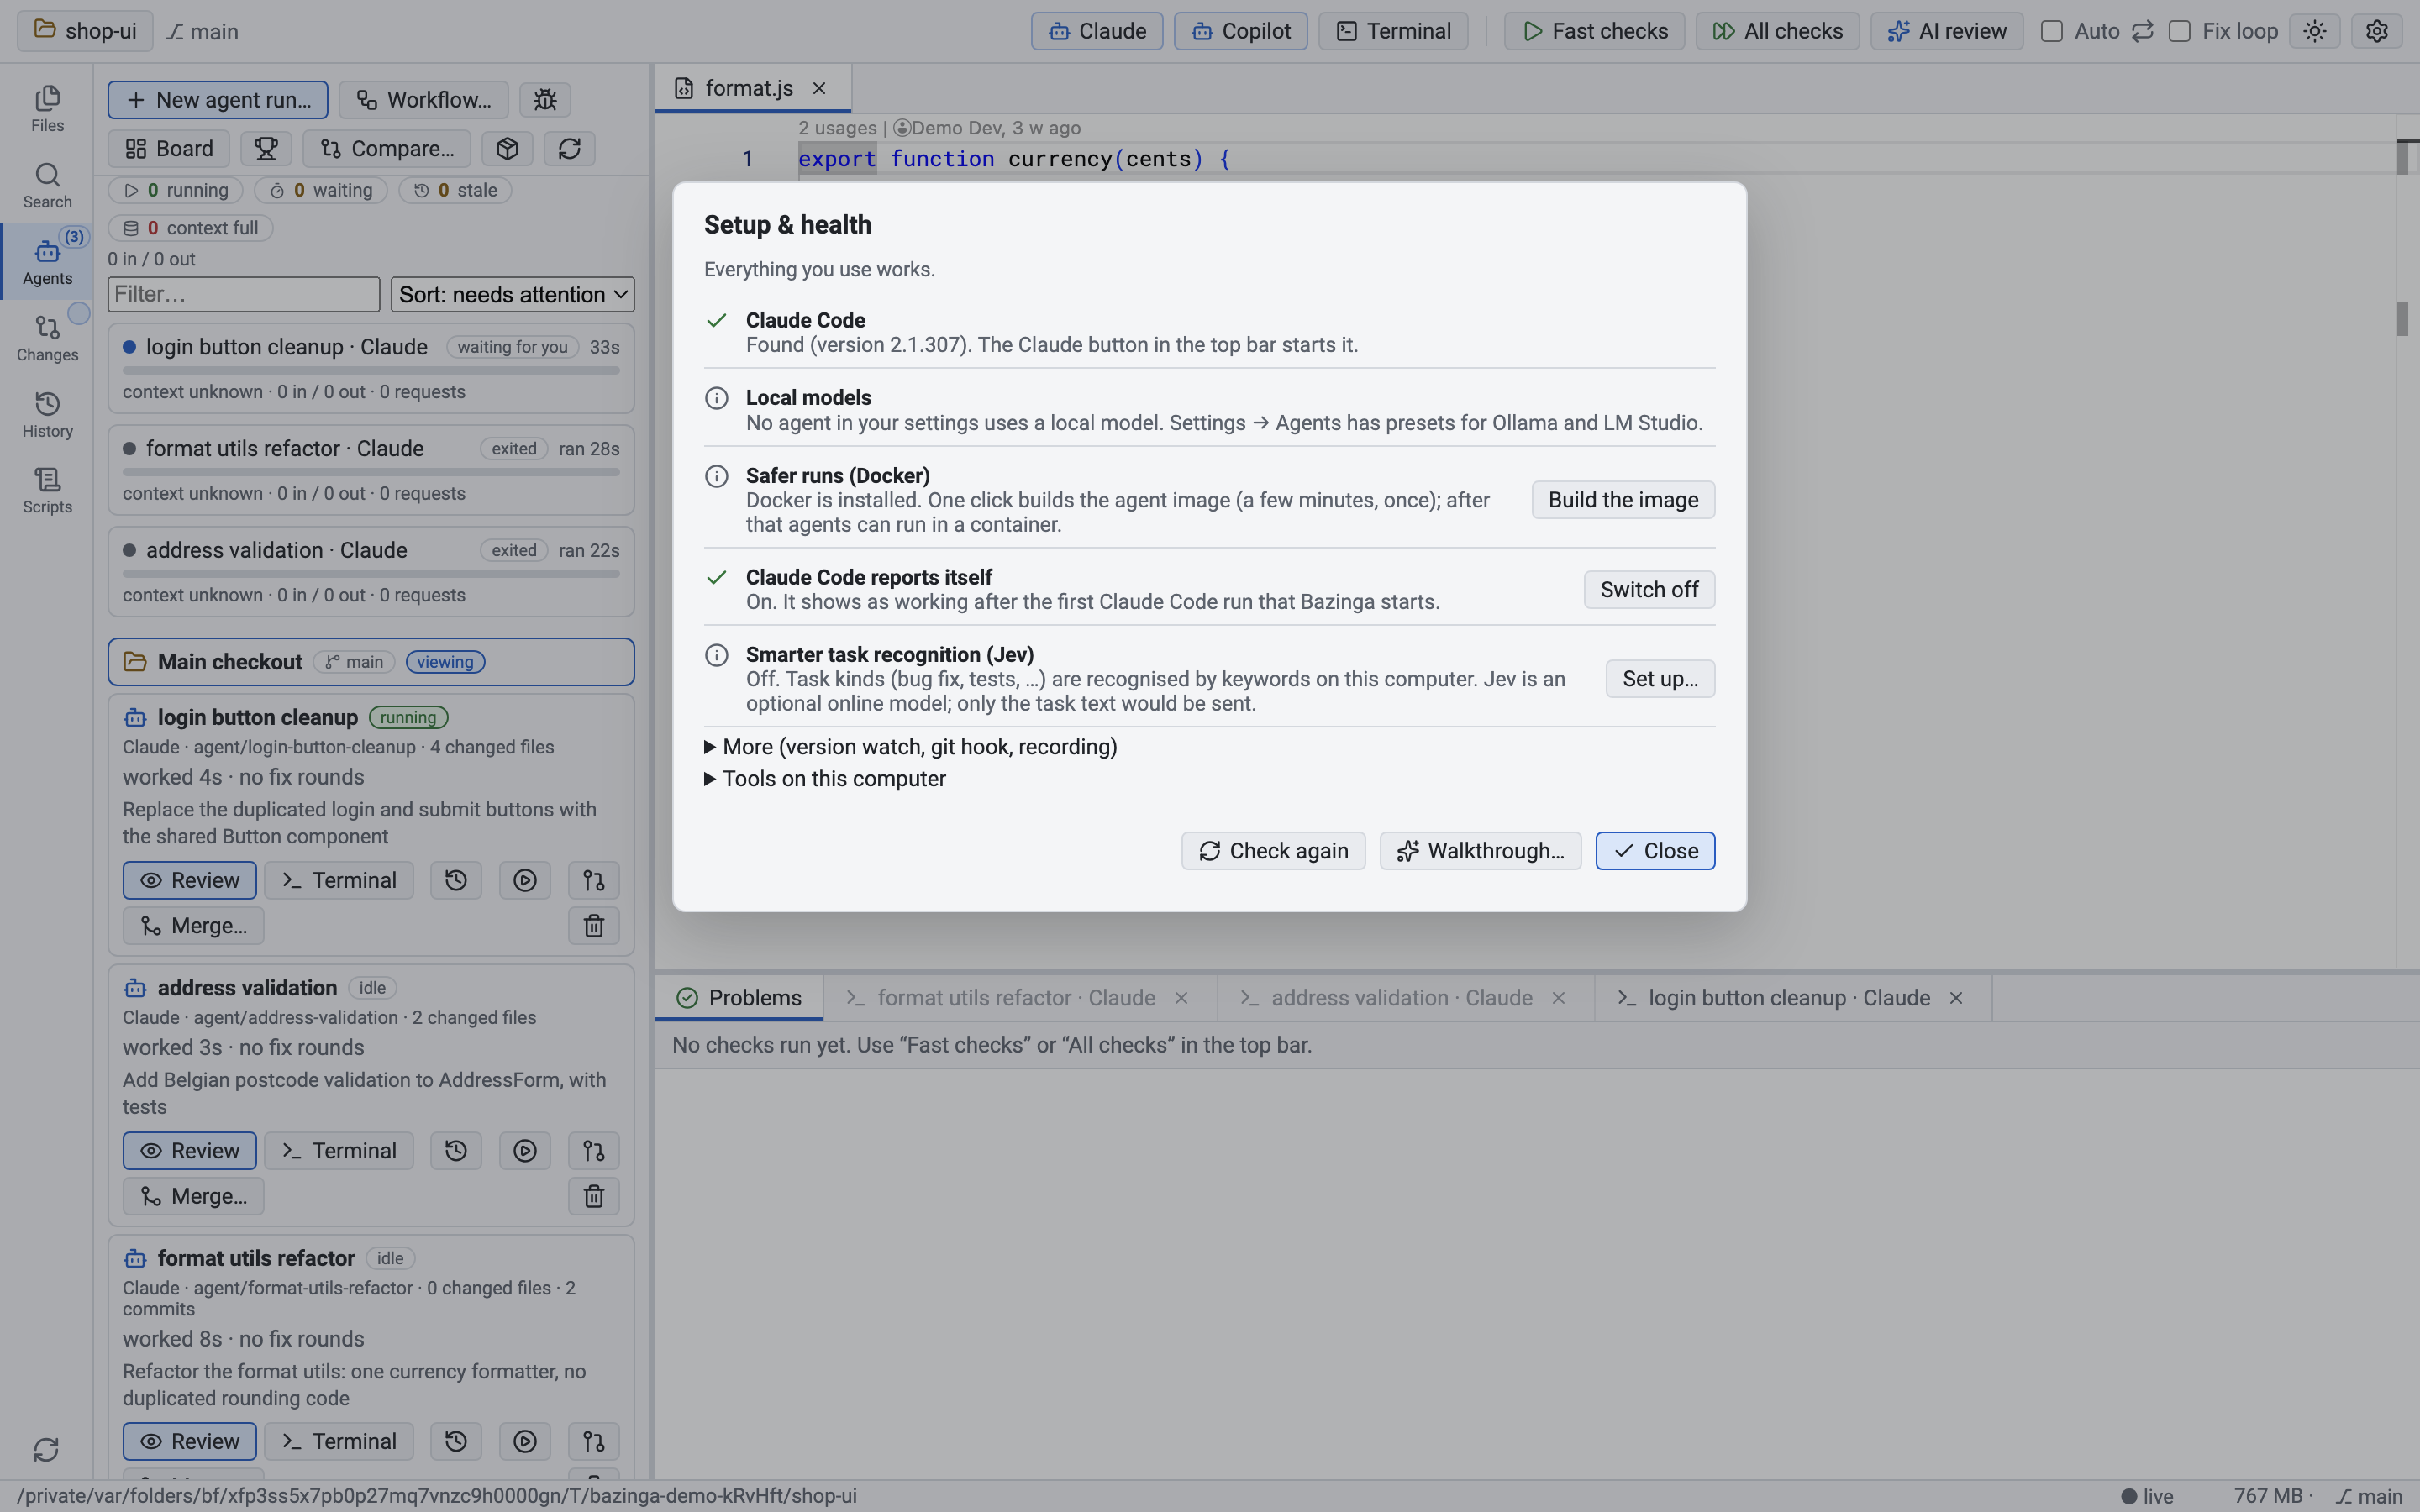 shop-ui
main
Claude
Copilot
Terminal
Fast checks
All checks
AI review
Auto
Fix loop
Files
Search
(3)
Agents
Changes
History
Scripts
New agent run...
Workflow...
Board
Compare...
0 running
0 waiting
0 stale
0 context full
0 in / 0 out
Filter…
Sort: needs attention
login button cleanup · Claude
waiting for you
33s
context unknown · 0 in / 0 out · 0 requests
format utils refactor · Claude
exited
ran 28s
context unknown · 0 in / 0 out · 0 requests
address validation · Claude
exited
ran 22s
context unknown · 0 in / 0 out · 0 requests
Main checkout
main
viewing
login button cleanup
running
Claude · agent/login-button-cleanup · 4 changed files
worked 4s · no fix rounds
Replace the duplicated login and submit buttons with
the shared Button component
Review
Terminal
Merge...
address validation
idle
Claude · agent/address-validation · 2 changed files
worked 3s · no fix rounds
Add Belgian postcode validation to AddressForm, with
tests
Review
Terminal
Merge...
format utils refactor
idle
Claude · agent/format-utils-refactor · 0 changed files · 2
commits
worked 8s · no fix rounds
Refactor the format utils: one currency formatter, no
duplicated rounding code
Review
Terminal
format.js
2 usages | Demo Dev, 3 w ago
1 export function currency(cents) {
Setup & health
Everything you use works.
Claude Code
Found (version 2.1.307). The Claude button in the top bar starts it.
Local models
No agent in your settings uses a local model. Settings → Agents has presets for Ollama and LM Studio.
Safer runs (Docker)
Docker is installed. One click builds the agent image (a few minutes, once); after
that agents can run in a container.
Build the image
Claude Code reports itself
On. It shows as working after the first Claude Code run that Bazinga starts.
Switch off
Smarter task recognition (Jev)
Off. Task kinds (bug fix, tests, …) are recognised by keywords on this computer. Jev is an
optional online model; only the task text would be sent.
Set up...
More (version watch, git hook, recording)
Tools on this computer
Check again
Walkthrough...
Close
Problems
format utils refactor · Claude
address validation · Claude
login button cleanup · Claude
No checks run yet. Use “Fast checks” or “All checks” in the top bar.
/private/var/folders/bf/xfp3ss5x7pb0p27mq7vnzc9h0000gn/T/bazinga-demo-kRvHft/shop-ui
live
767 MB ·
main